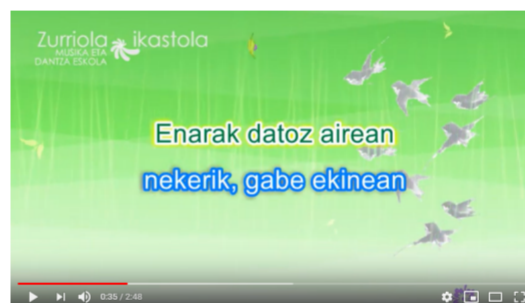 Zurriola ikastola
MUSIKA ETA
DANTZA ESKOLA
Enarak datoz airean
nekerik, gabe ekinean
0:35 / 2:48